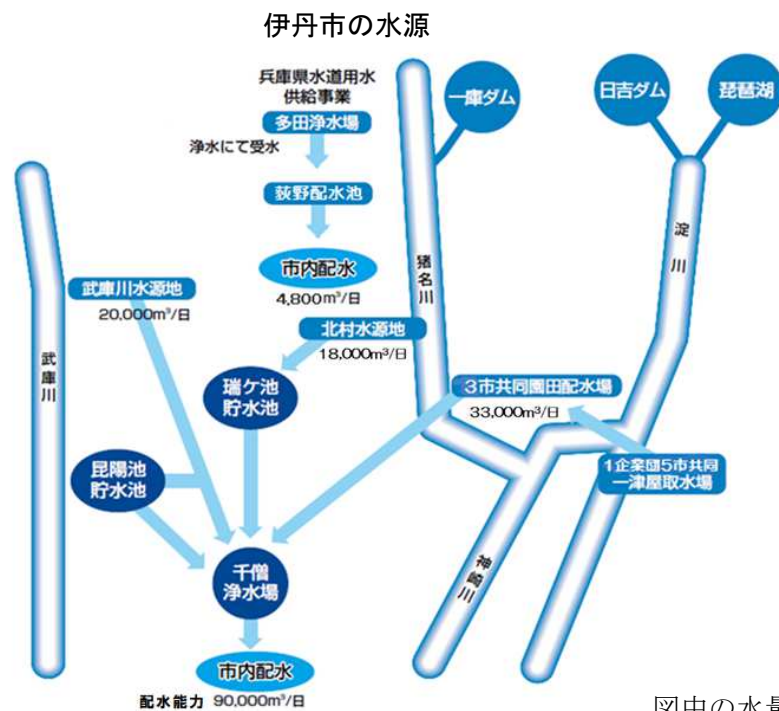 伊丹市の水源
兵庫県水道用水
供給事業
多田浄水場
浄水にて受水
荻野配水池
市内配水
4,800m³/日
一庫ダム
日吉ダム
琵琶湖
猪名川
淀川
武庫川
武庫川水源地
20,000m³/日
北村水源地
18,000m³/日
瑞ケ池
貯水池
3市共同園田配水場
33,000m³/日
昆陽池
貯水池
1企業団5市共同
一津屋取水場
神崎川
千僧
浄水場
市内配水
配水能力 90,000m³/日
図中の水量